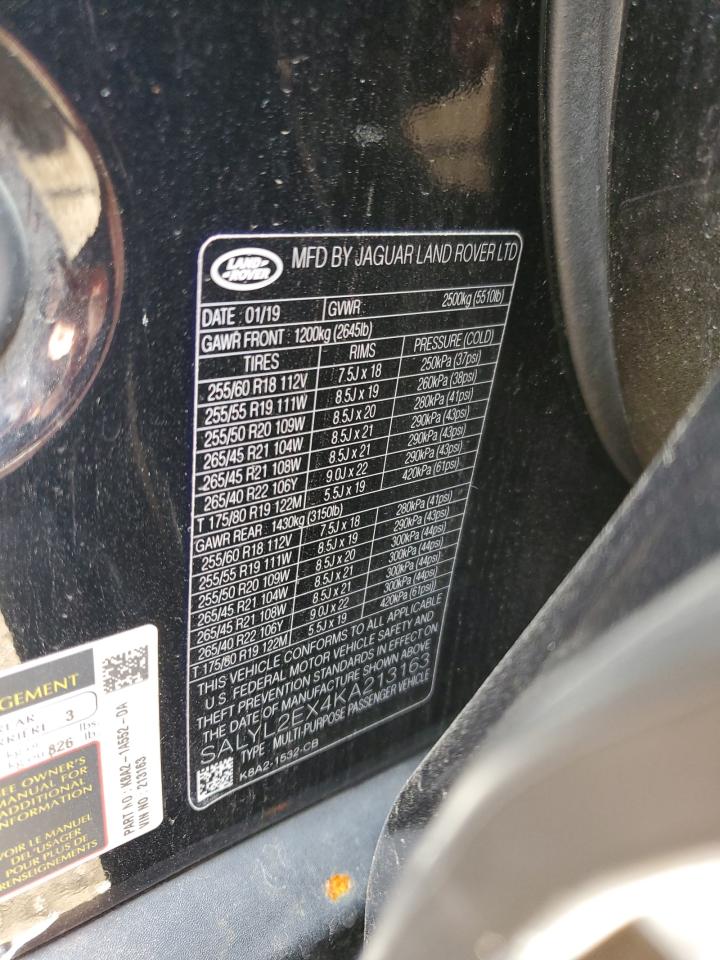 LAND-
-ROVER
MFD BY JAGUAR LAND ROVER LTD
DATE : 01/19 GVWR: 2500kg (5510lb)
GAWR FRONT : 1200kg (2645lb)
TIRES RIMS PRESSURE (COLD)
255/60 R18 112V 7.5J x 18 250kPa (37psi)
255/55 R19 111W 8.5J x 19 260kPa (38psi)
255/50 R20 109W 8.5J x 20 280kPa (41psi)
265/45 R21 104W 8.5J x 21 290kPa (43psi)
265/45 R21 108W 8.5J x 21 290kPa (43psi)
265/40 R22 106Y 9.0J x 22 290kPa (43psi)
T 175/80 R19 122M 5.5J x 19 420kPa (61psi)
GAWR REAR : 1430kg (3150lb)
255/60 R18 112V 7.5J x 18 280kPa (41psi)
255/55 R19 111W 8.5J x 19 290kPa (43psi)
255/50 R20 109W 8.5J x 20 300kPa (44psi)
265/45 R21 104W 8.5J x 21 300kPa (44psi)
265/45 R21 108W 8.5J x 21 300kPa (44psi)
265/40 R22 106Y 9.0J x 22 300kPa (44psi)
T 175/80 R19 122M 5.5J x 19 420kPa (61psi)
THIS VEHICLE CONFORMS TO ALL APPLICABLE
U.S. FEDERAL MOTOR VEHICLE SAFETY AND
THEFT PREVENTION STANDARDS IN EFFECT ON
THE DATE OF MANUFACTURE SHOWN ABOVE
SALYL2EX4KA213163
TYPE : MULTI-PURPOSE PASSENGER VEHICLE
K8A2-1532-CB
GEMENT
3
826 lb
OWNER'S
MANUAL FOR
ADDITIONAL
INFORMATION
VOIR LE MANUEL
DE L'USAGER
POUR PLUS DE
RENSEIGNEMENTS
PART NO : K8A2-1A552-DA
VIN NO : 213163